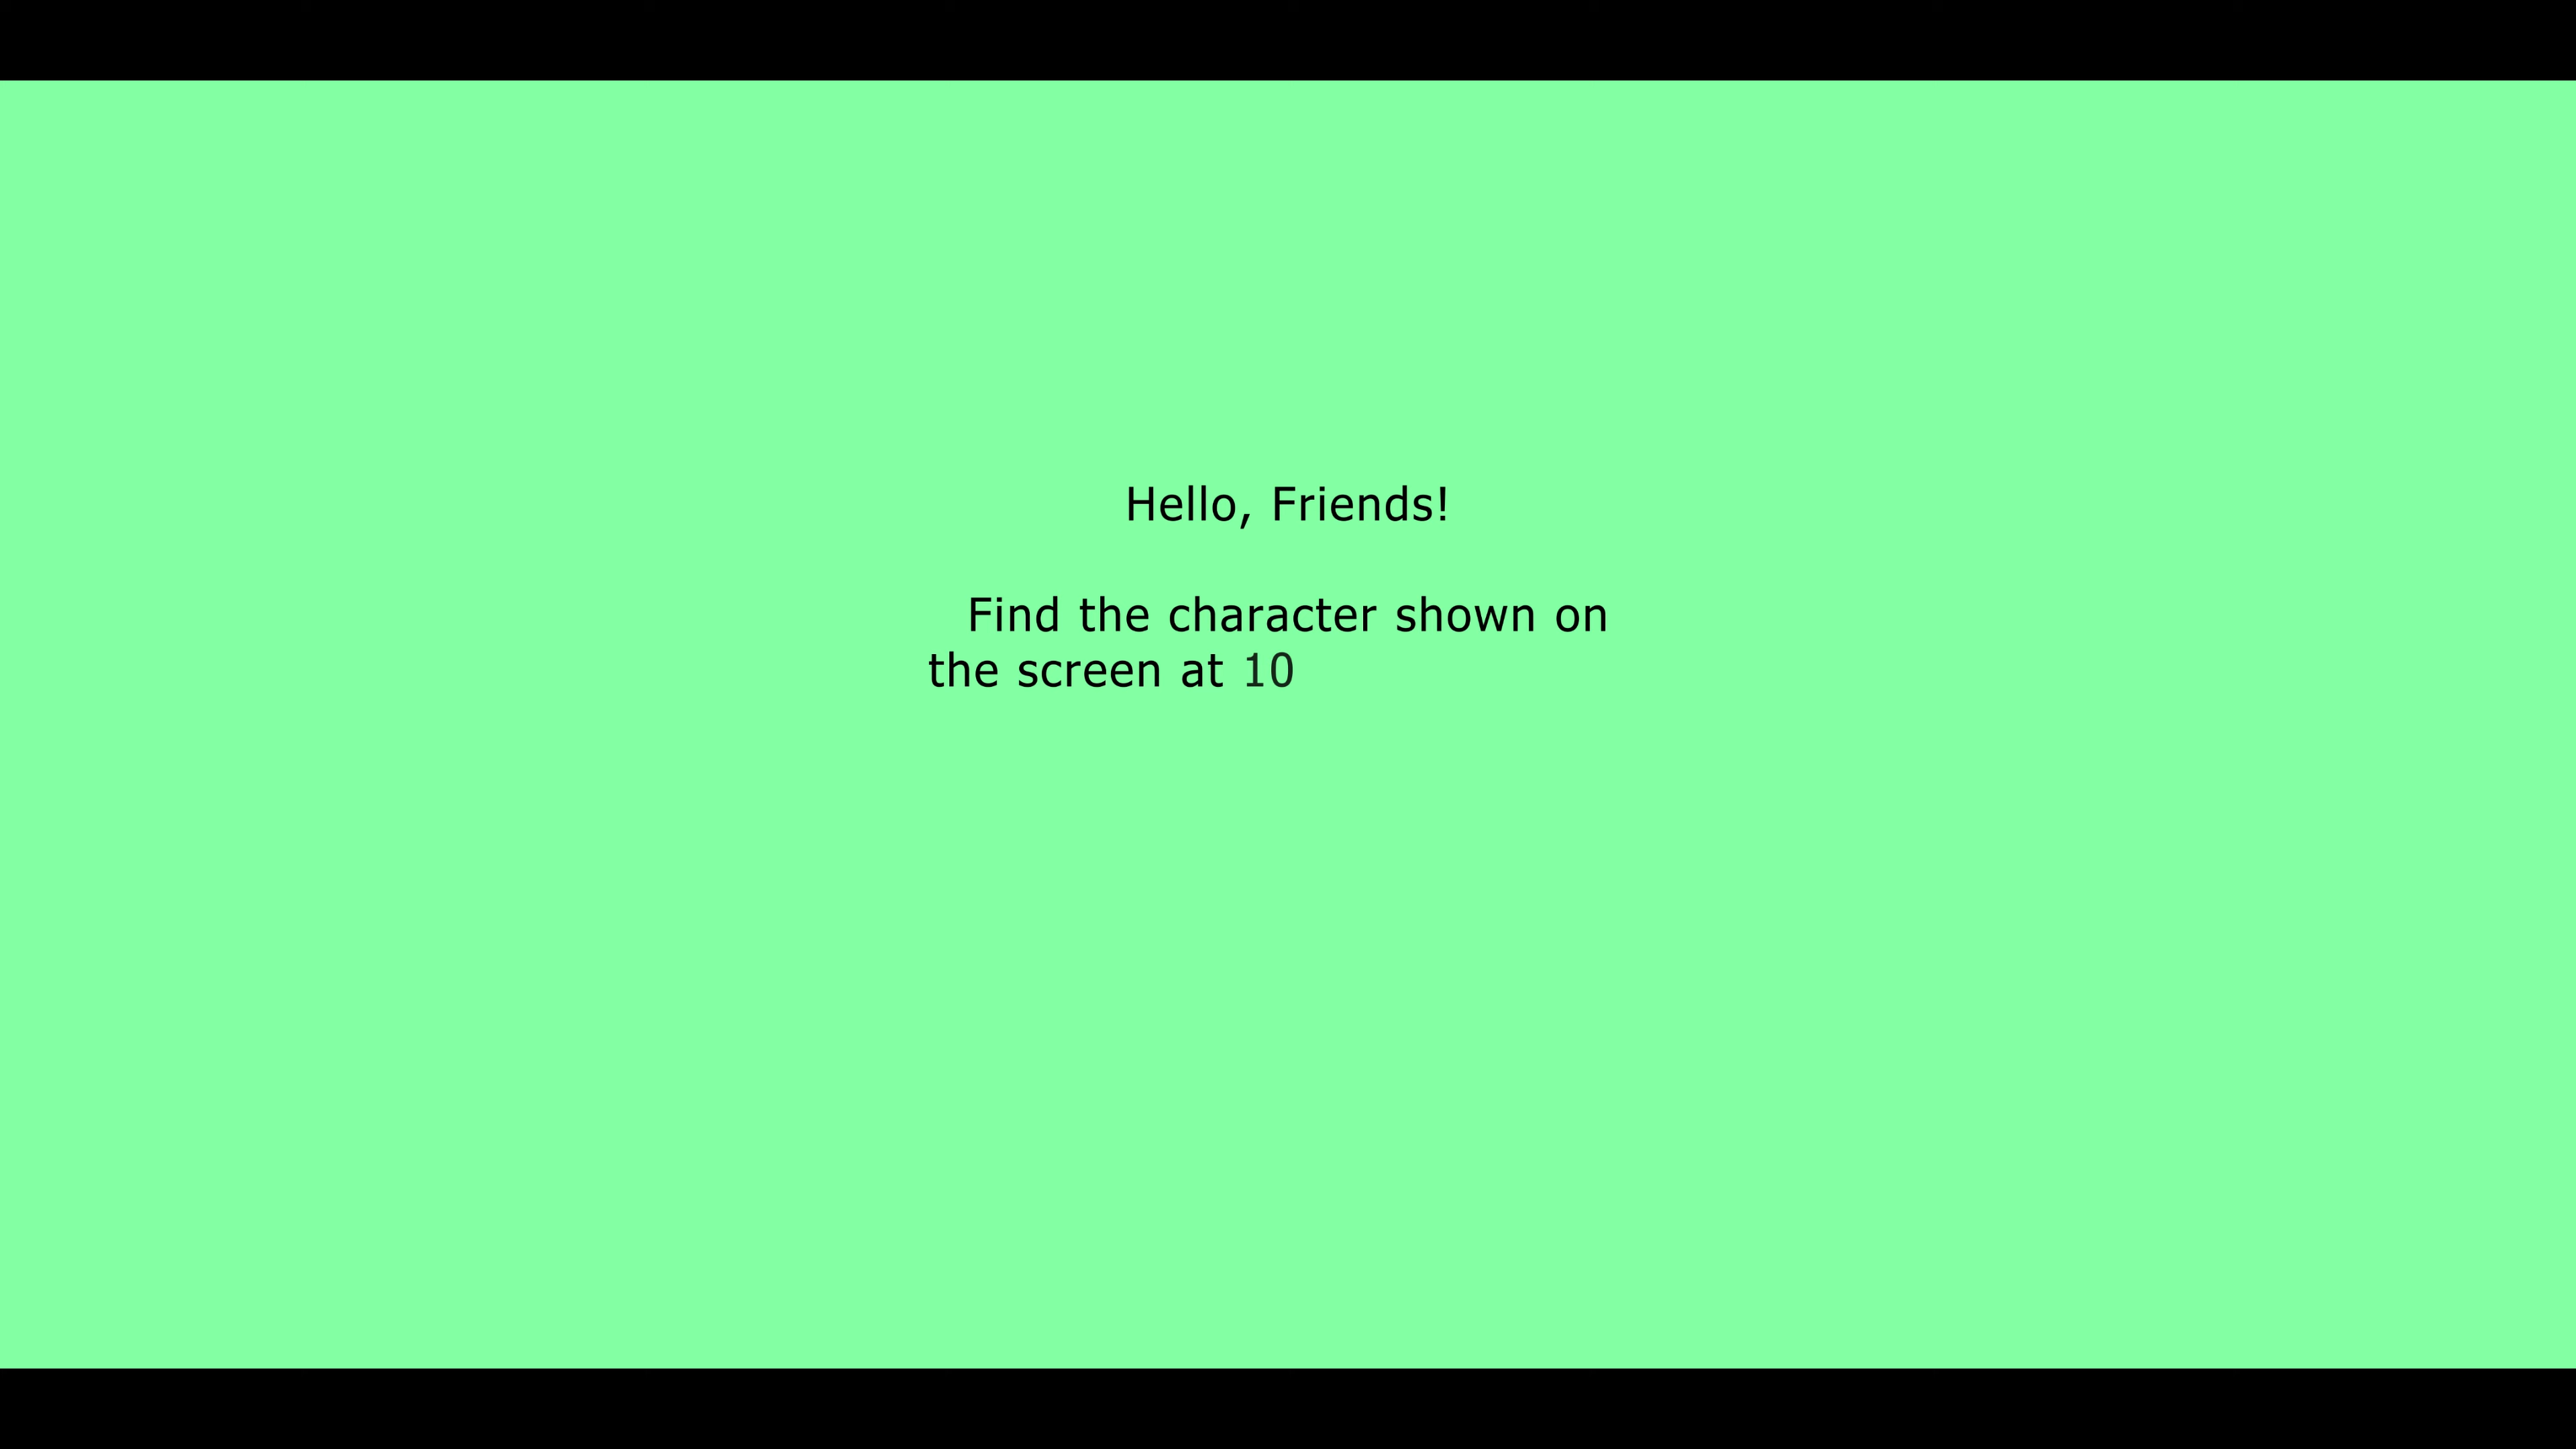 Hello, Friends!
Find the character shown on
the screen at 10